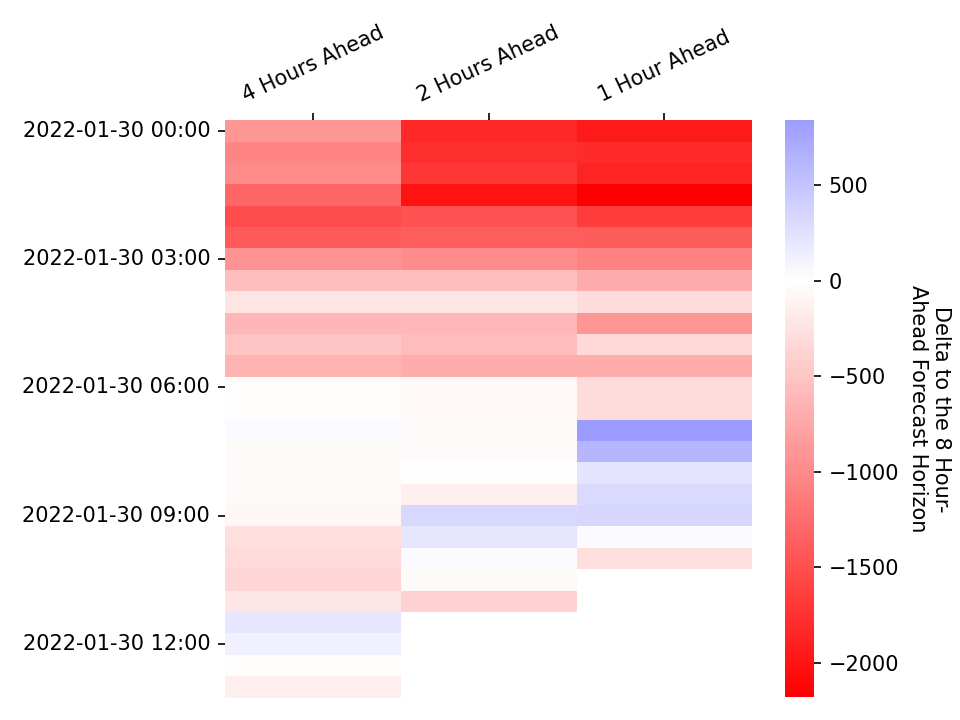 4 Hours Ahead
2 Hours Ahead
1 Hour Ahead
2022-01-30 00:00
2022-01-30 03:00
2022-01-30 06:00
2022-01-30 09:00
2022-01-30 12:00
500
0
−500
−1000
−1500
−2000
Delta to the 8 Hour-
Ahead Forecast Horizon